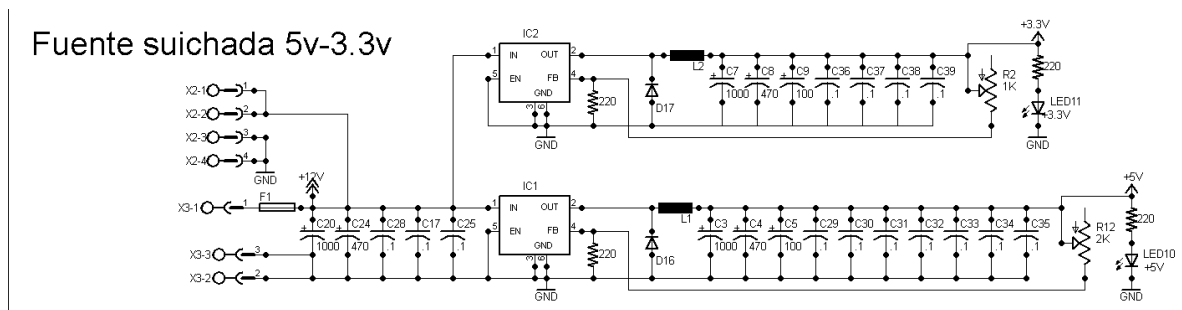 Fuente suichada 5v-3.3v
X2-1 1
X2-2 2
X2-3 3
X2-4 4
GND
IC2
1 IN OUT 2
5 EN FB 4
GND
3 6
220
GND
D17
L2
C7 C8 C9 C36 C37 C38 C39
+ + +
1000 470 100 .1 .1 .1 .1
R2
1K
+3.3V
220
LED11
+3.3V
GND
X3-1 1
F1
+12V
X3-3 3
X3-2 2
C20 C24 C28 C17 C25
+ +
1000 470 .1 .1 .1
IC1
1 IN OUT 2
5 EN FB 4
GND
3 6
220
GND
D16
L1
C3 C4 C5 C29 C30 C31 C32 C33 C34 C35
+ + +
1000 470 100 .1 .1 .1 .1 .1 .1 .1
R12
2K
+5V
220
LED10
+5V
GND